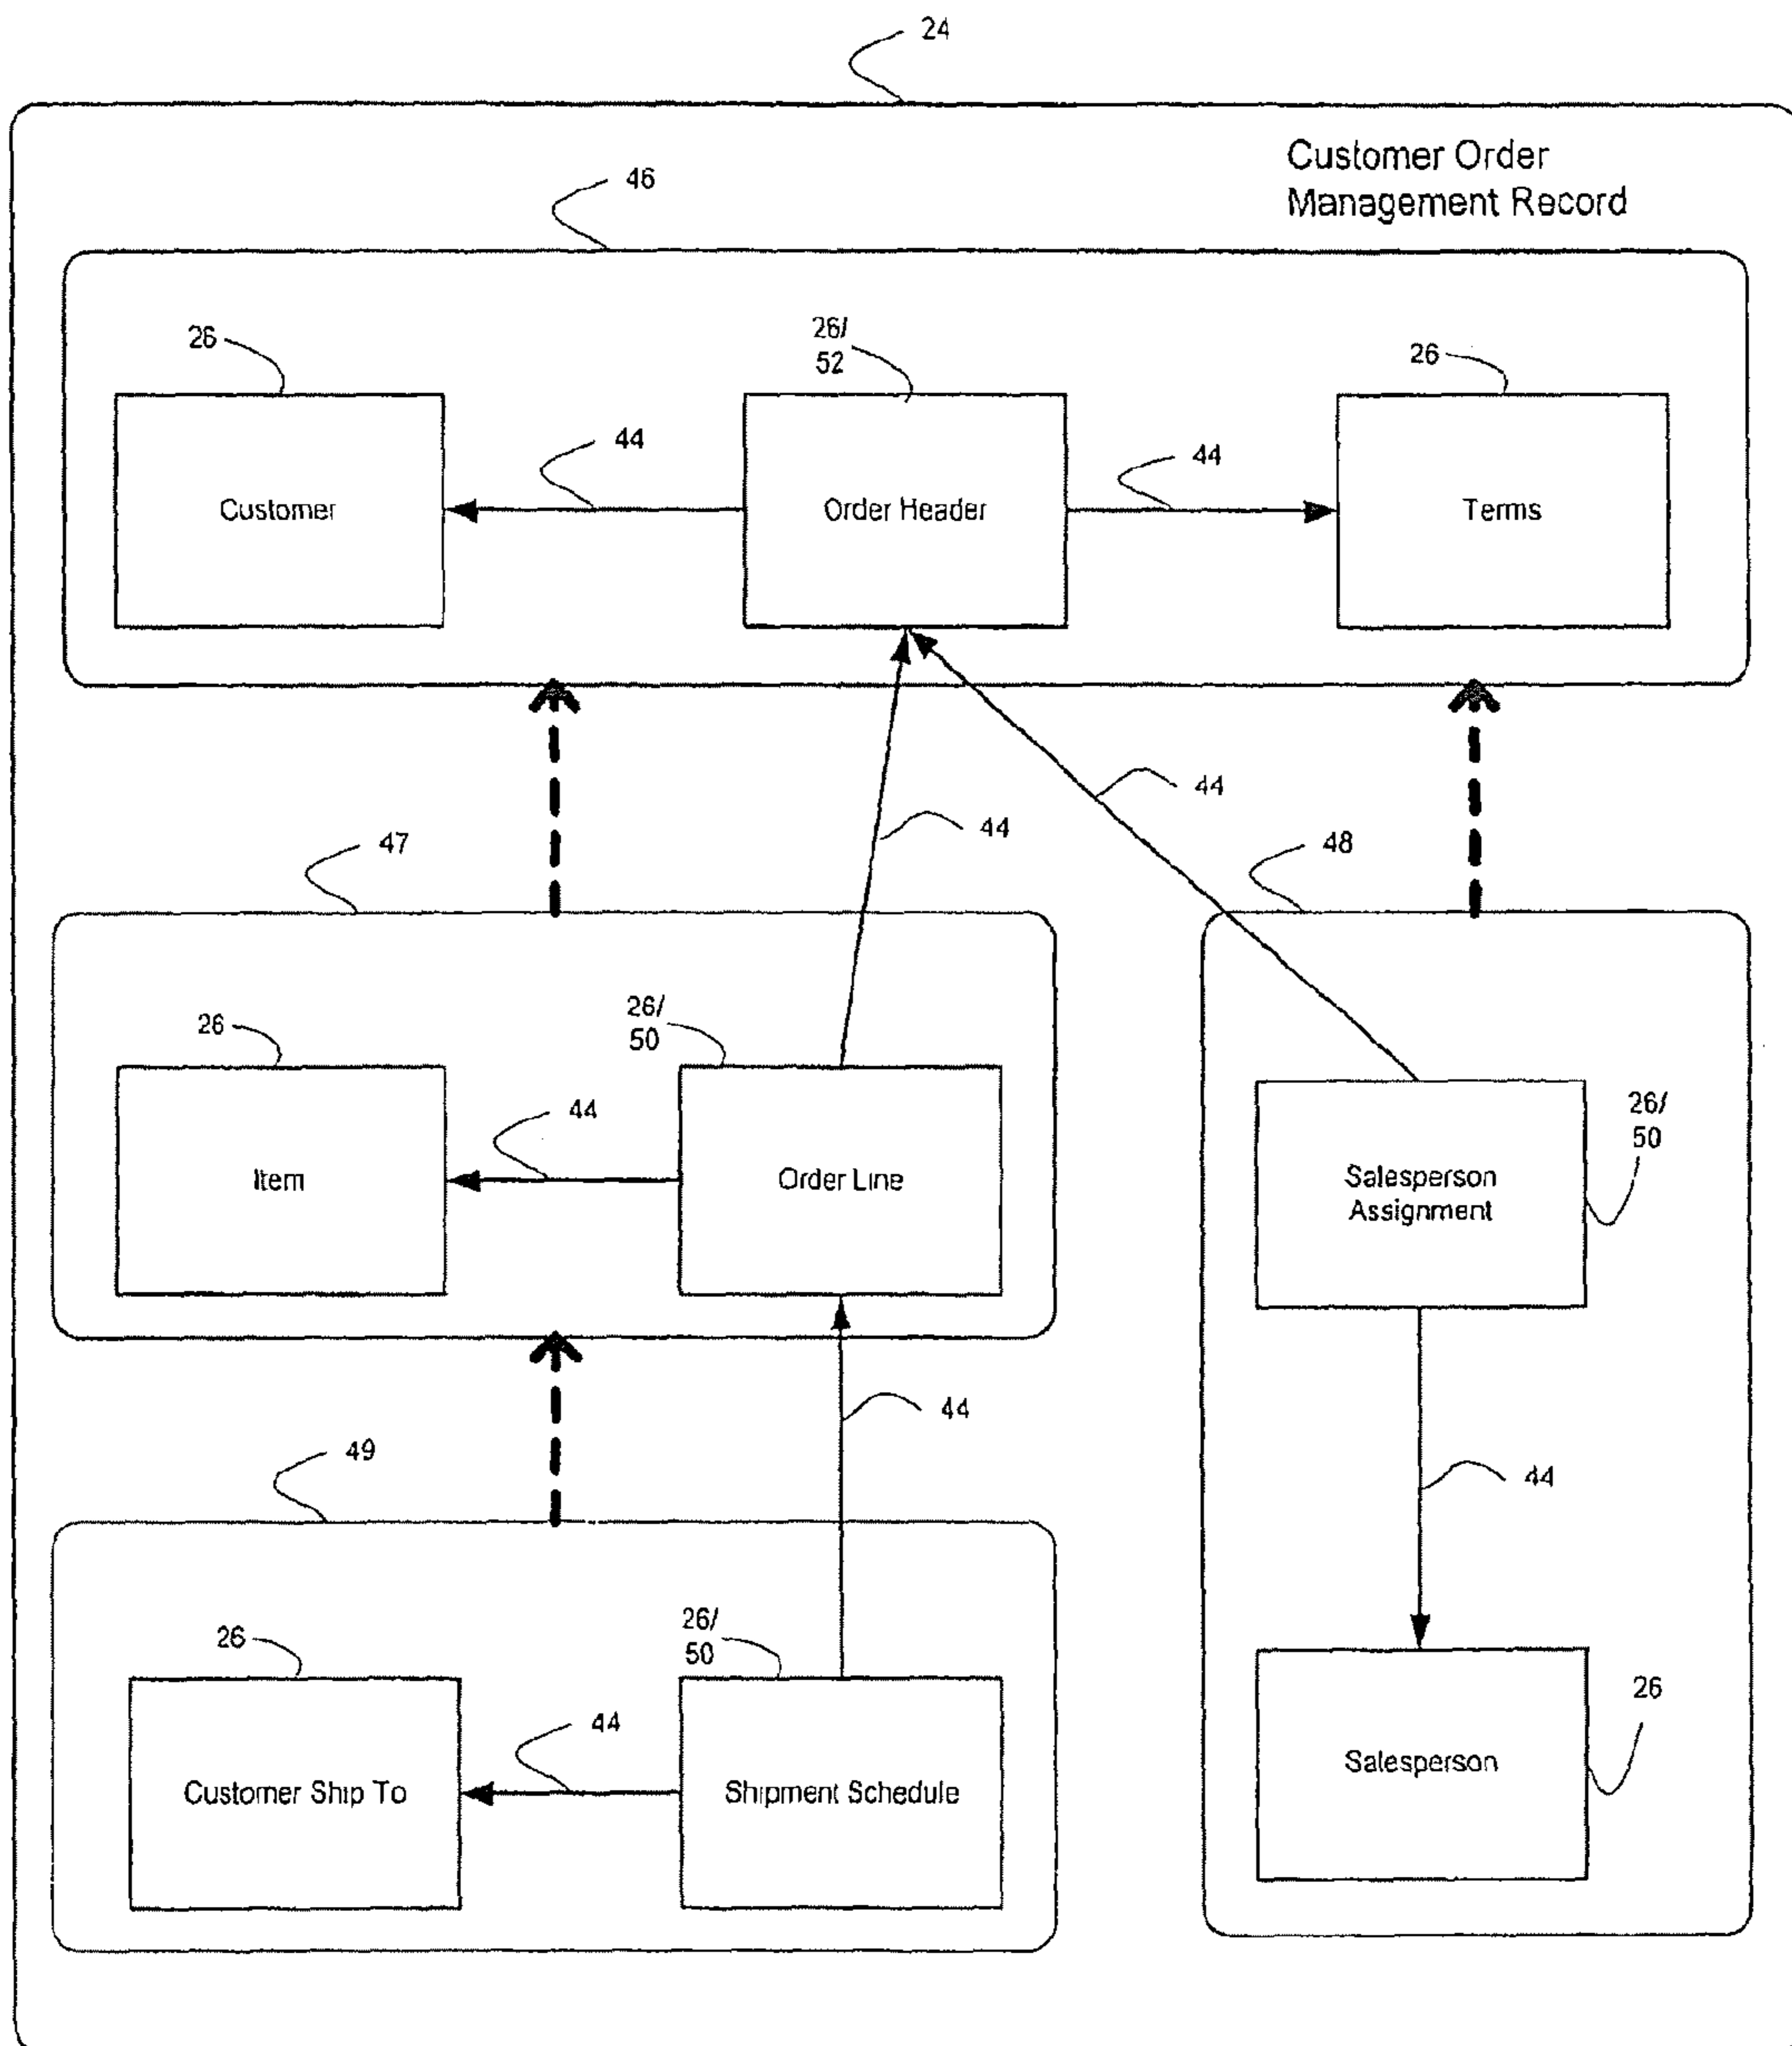 24
Customer Order
Management Record
46
26
26/
52
26
44
44
Customer
Order Header
Terms
44
44
47
48
26
26/
50
44
26/
50
Item
Order Line
Salesperson
Assignment
44
49
44
26
26/
50
44
26
Customer Ship To
Shipment Schedule
Salesperson